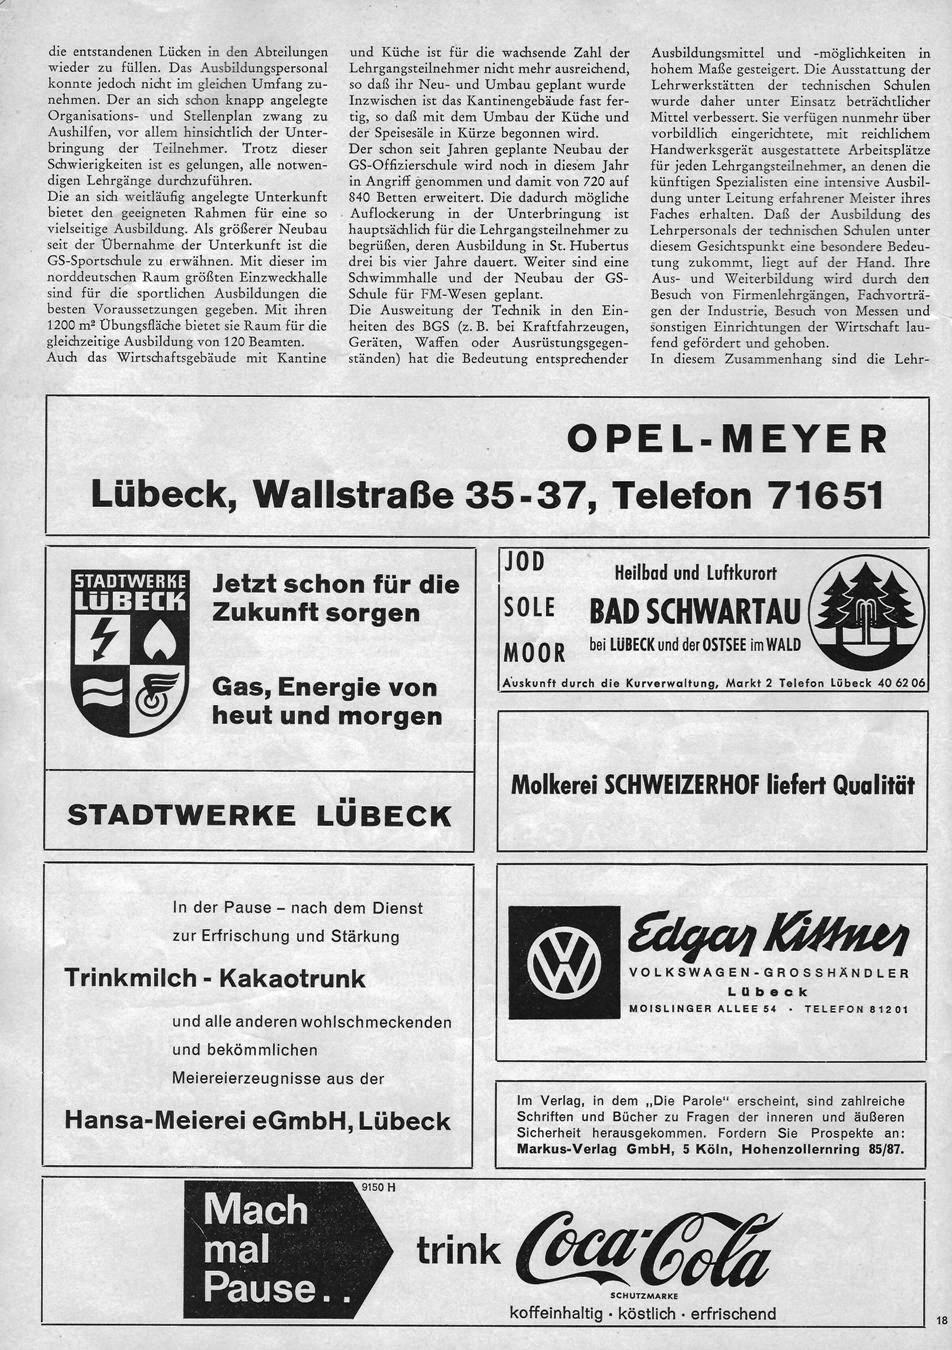 die entstandenen Lücken in den Abteilungen
wieder zu füllen. Das Ausbildungspersonal
konnte jedoch nicht im gleichen Umfang zu-
nehmen. Der an sich schon knapp angelegte
Organisations- und Stellenplan zwang zu
Aushilfen, vor allem hinsichtlich der Unter-
bringung der Teilnehmer. Trotz dieser
Schwierigkeiten ist es gelungen, alle notwen-
digen Lehrgänge durchzuführen.
Die an sich weitläufig angelegte Unterkunft
bietet den geeigneten Rahmen für eine so
vielseitige Ausbildung. Als größerer Neubau
seit der Übernahme der Unterkunft ist die
GS-Sportschule zu erwähnen. Mit dieser im
norddeutschen Raum größten Einzweckhalle
sind für die sportlichen Ausbildungen die
besten Voraussetzungen gegeben. Mit ihren
1200 m² Übungsfläche bietet sie Raum für die
gleichzeitige Ausbildung von 120 Beamten.
Auch das Wirtschaftsgebäude mit Kantine
und Küche ist für die wachsende Zahl der
Lehrgangsteilnehmer nicht mehr ausreichend,
so daß ihr Neu- und Umbau geplant wurde
Inzwischen ist das Kantinengebäude fast fer-
tig, so daß mit dem Umbau der Küche und
der Speisesäle in Kürze begonnen wird.
Der schon seit Jahren geplante Neubau der
GS-Offizierschule wird noch in diesem Jahr
in Angriff genommen und damit von 720 auf
840 Betten erweitert. Die dadurch mögliche
Auflockerung in der Unterbringung ist
hauptsächlich für die Lehrgangsteilnehmer zu
begrüßen, deren Ausbildung in St. Hubertus
drei bis vier Jahre dauert. Weiter sind eine
Schwimmhalle und der Neubau der GS-
Schule für FM-Wesen geplant.
Die Ausweitung der Technik in den Ein-
heiten des BGS (z. B. bei Kraftfahrzeugen,
Geräten, Waffen oder Ausrüstungsgegen-
ständen) hat die Bedeutung entsprechender
Ausbildungsmittel und -möglichkeiten in
hohem Maße gesteigert. Die Ausstattung der
Lehrwerkstätten der technischen Schulen
wurde daher unter Einsatz beträchtlicher
Mittel verbessert. Sie verfügen nunmehr über
vorbildlich eingerichtete, mit reichlichem
Handwerksgerät ausgestattete Arbeitsplätze
für jeden Lehrgangsteilnehmer, an denen die
künftigen Spezialisten eine intensive Ausbil-
dung unter Leitung erfahrener Meister ihres
Faches erhalten. Daß der Ausbildung des
Lehrpersonals der technischen Schulen unter
diesem Gesichtspunkt eine besondere Bedeu-
tung zukommt, liegt auf der Hand. Ihre
Aus- und Weiterbildung wird durch den
Besuch von Firmenlehrgängen, Fachvorträ-
gen der Industrie, Besuch von Messen und
sonstigen Einrichtungen der Wirtschaft lau-
fend gefördert und gehoben.
In diesem Zusammenhang sind die Lehr-
OPEL-MEYER
Lübeck, Wallstraße 35-37, Telefon 71651
STADTWERKE
LÜBECK
Jetzt schon für die
Zukunft sorgen
Gas, Energie von
heut und morgen
STADTWERKE LÜBECK
JOD
SOLE
MOOR
Heilbad und Luftkurort
BAD SCHWARTAU
bei LÜBECK und der OSTSEE im WALD
Auskunft durch die Kurverwaltung, Markt 2 Telefon Lübeck 40 62 06
Molkerei SCHWEIZERHOF liefert Qualität
In der Pause – nach dem Dienst
zur Erfrischung und Stärkung
Trinkmilch - Kakaotrunk
und alle anderen wohlschmeckenden
und bekömmlichen
Meiereierzeugnisse aus der
Hansa-Meierei eGmbH, Lübeck
VW
Edgar Kittner
VOLKSWAGEN-GROSSHÄNDLER
Lübeck
MOISLINGER ALLEE 54 · TELEFON 81201
Im Verlag, in dem „Die Parole“ erscheint, sind zahlreiche
Schriften und Bücher zu Fragen der inneren und äußeren
Sicherheit herausgekommen. Fordern Sie Prospekte an:
Markus-Verlag GmbH, 5 Köln, Hohenzollernring 85/87.
9150 H
Mach
mal
Pause. .
trink Coca-Cola
SCHUTZMARKE
koffeinhaltig · köstlich · erfrischend
18